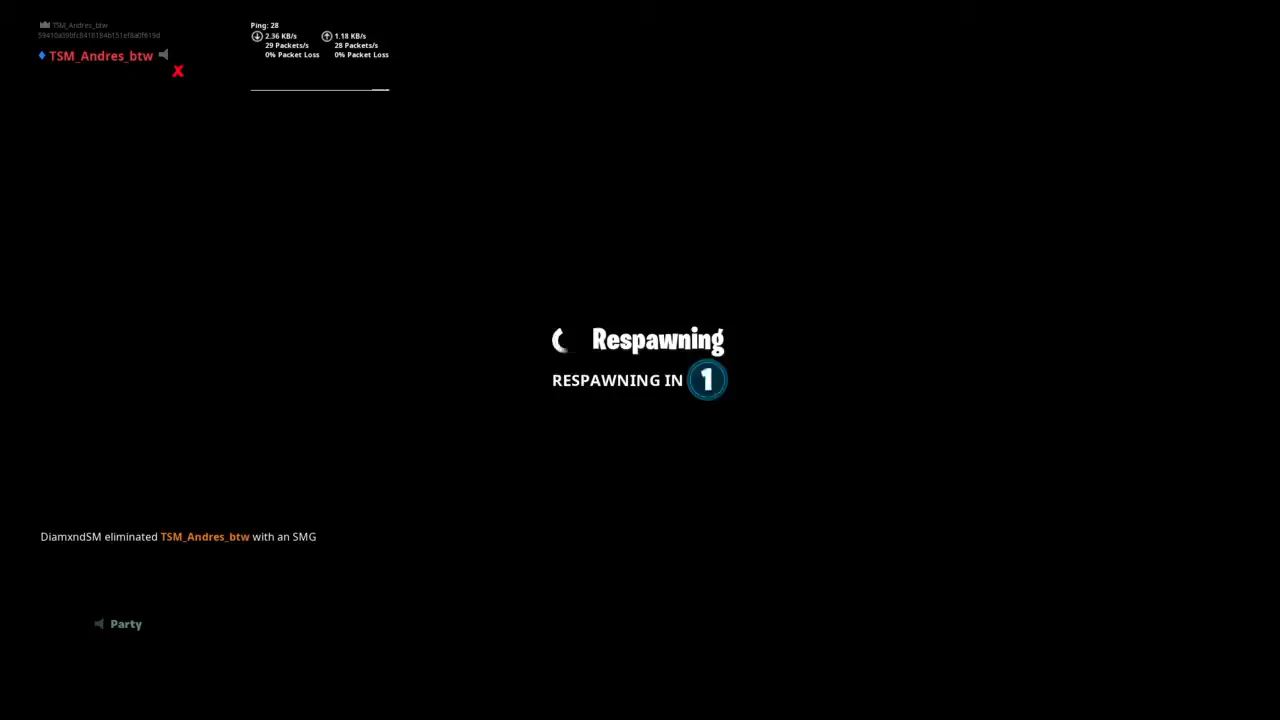 TSM_Andres_btw
TSM_Andres_btw
Ping: 28
2.36 KB/s
1.18 KB/s
29 Packets/s
28 Packets/s
0% Packet Loss
0% Packet Loss
Respawning
RESPAWNING IN 1
DiamxndSM eliminated TSM_Andres_btw with an SMG
Party